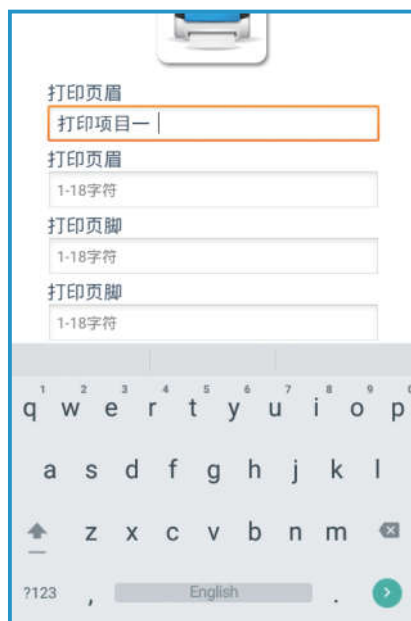 打印页眉
打印项目一
打印页眉
1-18字符
打印页脚
1-18字符
打印页脚
1-18字符
1 2 3 4 5 6 7 8 9 0
q w e r t y u i o p
a s d f g h j k l
z x c v b n m
?123 , English .